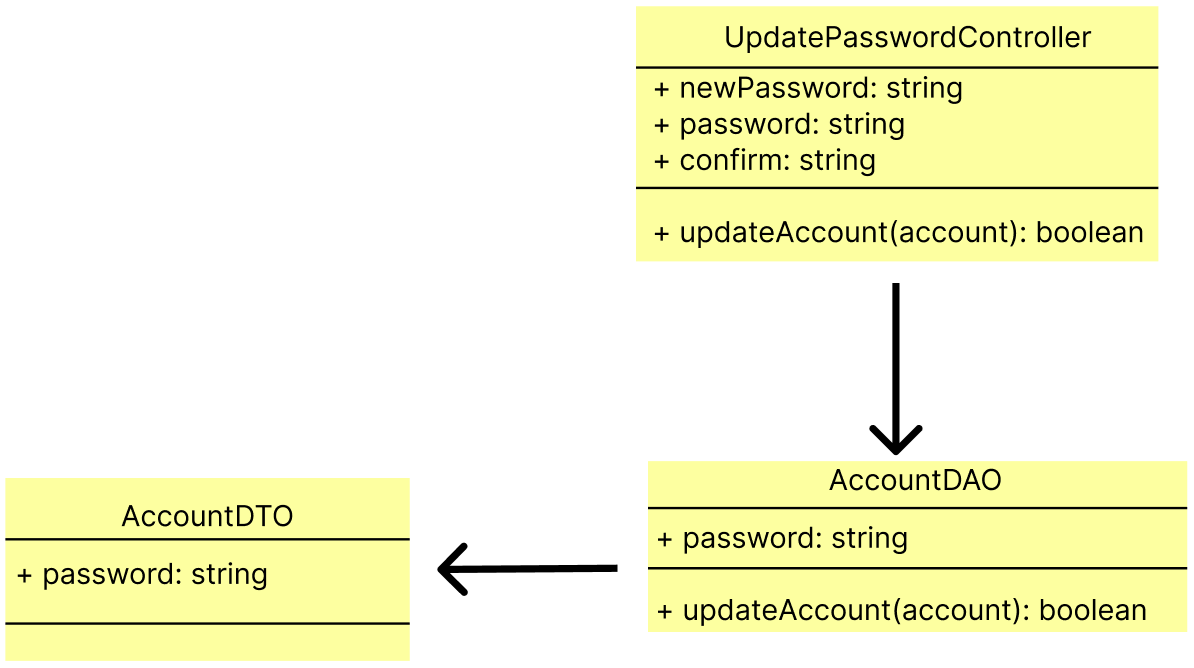 UpdatePasswordController
+ newPassword: string
+ password: string
+ confirm: string
+ updateAccount(account): boolean
AccountDAO
+ password: string
+ updateAccount(account): boolean
AccountDTO
+ password: string